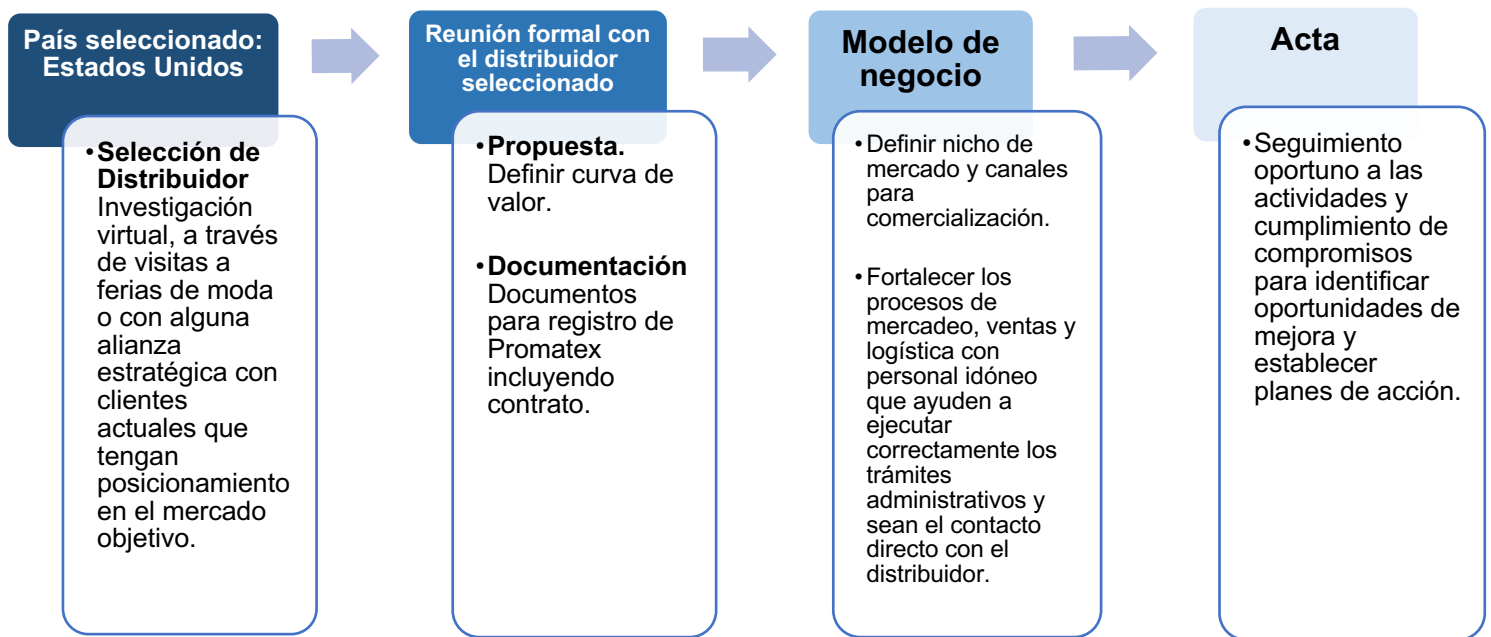 País seleccionado:
Estados Unidos
•Selección de
Distribuidor
Investigación
virtual, a través
de visitas a
ferias de moda
o con alguna
alianza
estratégica con
clientes
actuales que
tengan
posicionamiento
en el mercado
objetivo.
Reunión formal con
el distribuidor
seleccionado
•Propuesta.
Definir curva de
valor.
•Documentación
Documentos
para registro de
Promatex
incluyendo
contrato.
Modelo de
negocio
•Definir nicho de
mercado y canales
para
comercialización.
•Fortalecer los
procesos de
mercadeo, ventas y
logística con
personal idóneo
que ayuden a
ejecutar
correctamente los
trámites
administrativos y
sean el contacto
directo con el
distribuidor.
Acta
•Seguimiento
oportuno a las
actividades y
cumplimiento de
compromisos
para identificar
oportunidades de
mejora y
establecer
planes de acción.